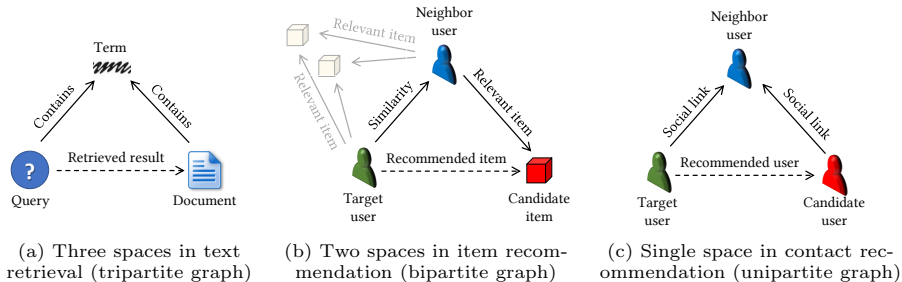 Term
Contains
Contains
?
Retrieved result
Query
Document
(a) Three spaces in text
retrieval (tripartite graph)
Neighbor
user
Relevant item
Relevant item
Similarity
Relevant item
Recommended item
Target
user
Candidate
item
(b) Two spaces in item recom-
mendation (bipartite graph)
Neighbor
user
Social link
Social link
Recommended user
Target
user
Candidate
user
(c) Single space in contact rec-
ommendation (unipartite graph)